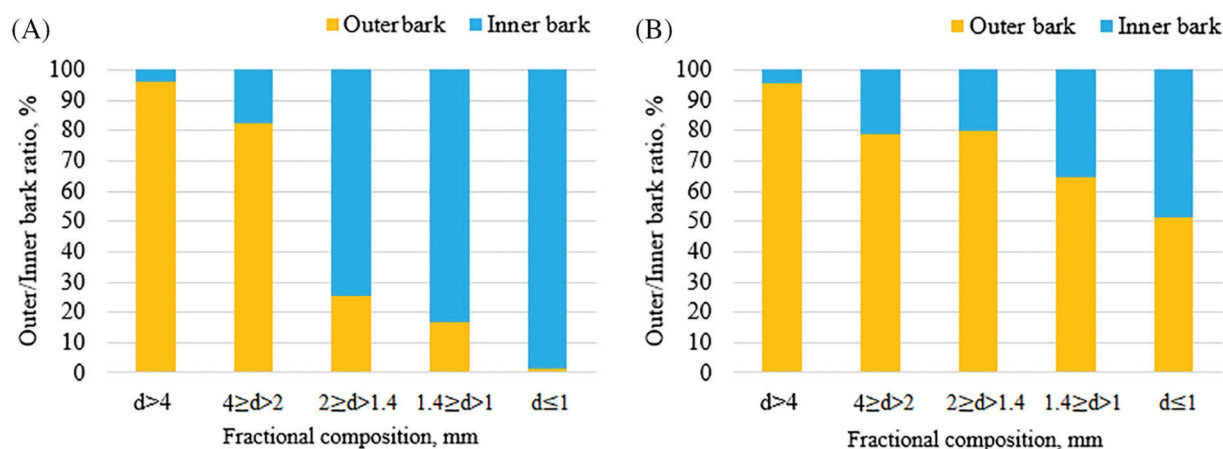 (A)
Outer bark Inner bark
Outer/Inner bark ratio, %
100
90
80
70
60
50
40
30
20
10
0
d>4 4≥d>2 2≥d>1.4 1.4≥d>1 d≤1
Fractional composition, mm
(B)
Outer bark Inner bark
Outer/Inner bark ratio, %
100
90
80
70
60
50
40
30
20
10
0
d>4 4≥d>2 2≥d>1.4 1.4≥d>1 d≤1
Fractional composition, mm